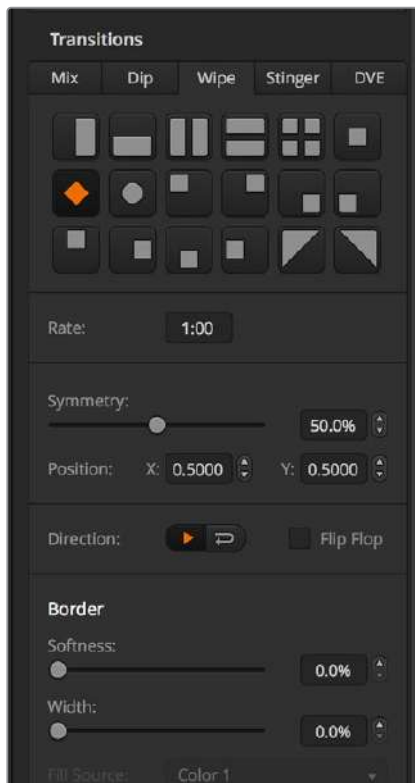 Transitions
Mix Dip Wipe Stinger DVE
Rate: 1:00
Symmetry:
50.0%
Position: X: 0.5000 Y: 0.5000
Direction: Flip Flop
Border
Softness:
0.0%
Width:
0.0%
Fill Source: Color 1